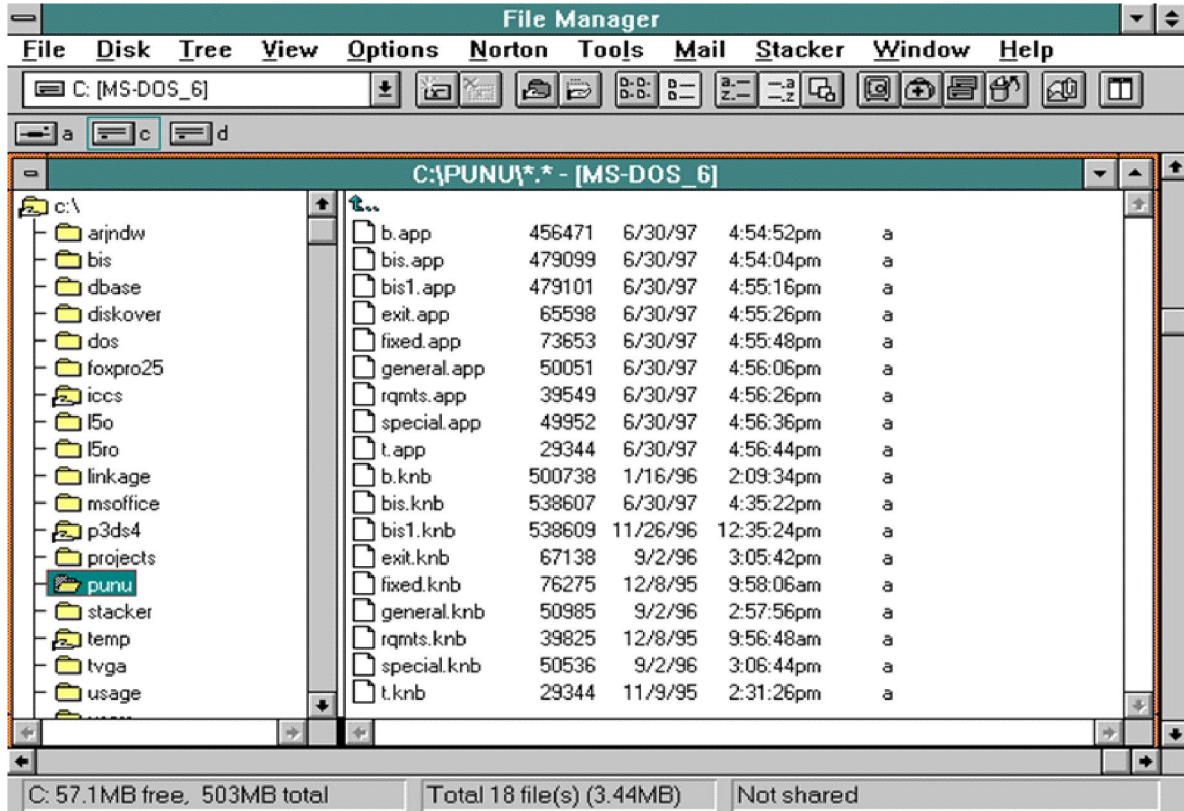 File Manager
File Disk Tree View Options Norton Tools Mail Stacker Window Help
C: [MS-DOS_6]
a c d
C:\PUNU\*.* - [MS-DOS_6]
c:\
arjndw
bis
dbase
diskover
dos
foxpro25
iccs
l5o
l5ro
linkage
msoffice
p3ds4
projects
punu
stacker
temp
tvga
usage
..
b.app 456471 6/30/97 4:54:52pm a
bis.app 479099 6/30/97 4:54:04pm a
bis1.app 479101 6/30/97 4:55:16pm a
exit.app 65598 6/30/97 4:55:26pm a
fixed.app 73653 6/30/97 4:55:48pm a
general.app 50051 6/30/97 4:56:06pm a
rqmts.app 39549 6/30/97 4:56:26pm a
special.app 49952 6/30/97 4:56:36pm a
t.app 29344 6/30/97 4:56:44pm a
b.knb 500738 1/16/96 2:09:34pm a
bis.knb 538607 6/30/97 4:35:22pm a
bis1.knb 538609 11/26/96 12:35:24pm a
exit.knb 67138 9/2/96 3:05:42pm a
fixed.knb 76275 12/8/95 9:58:06am a
general.knb 50985 9/2/96 2:57:56pm a
rqmts.knb 39825 12/8/95 9:56:48am a
special.knb 50536 9/2/96 3:06:44pm a
t.knb 29344 11/9/95 2:31:26pm a
C: 57.1MB free, 503MB total
Total 18 file(s) (3.44MB)
Not shared